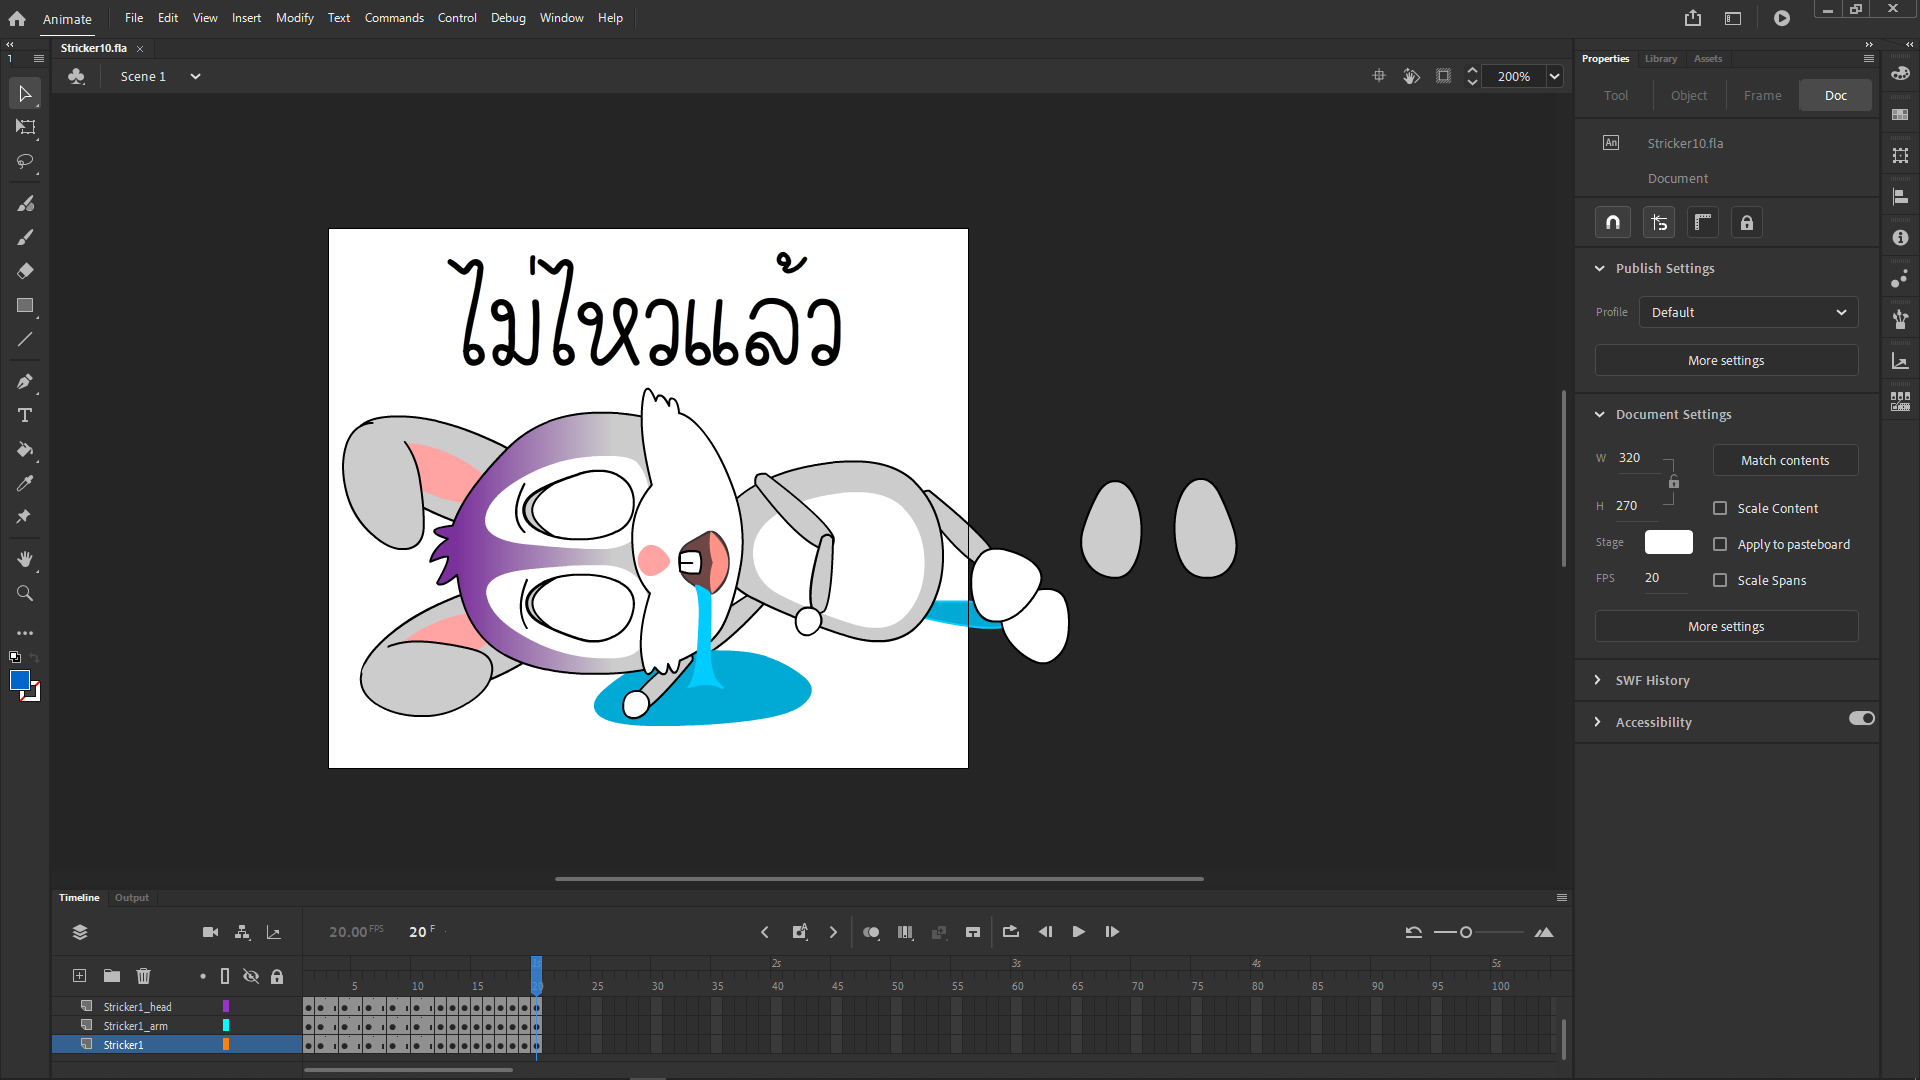 Animate
File Edit View Insert Modify Text Commands Control Debug Window Help
Stricker10.fla ×
Scene 1
200%
ไม่ไหวแล้ว
Properties Library Assets
Tool Object Frame Doc
An Stricker10.fla
Document
Publish Settings
Profile Default
More settings
Document Settings
W 320
Match contents
H 270
Scale Content
Stage
Apply to pasteboard
FPS 20
Scale Spans
More settings
SWF History
Accessibility
Timeline Output
20.00 FPS 20 F
1s 2s 3s 4s 5s
5 10 15 20 25 30 35 40 45 50 55 60 65 70 75 80 85 90 95 100
Stricker1_head
Stricker1_arm
Stricker1